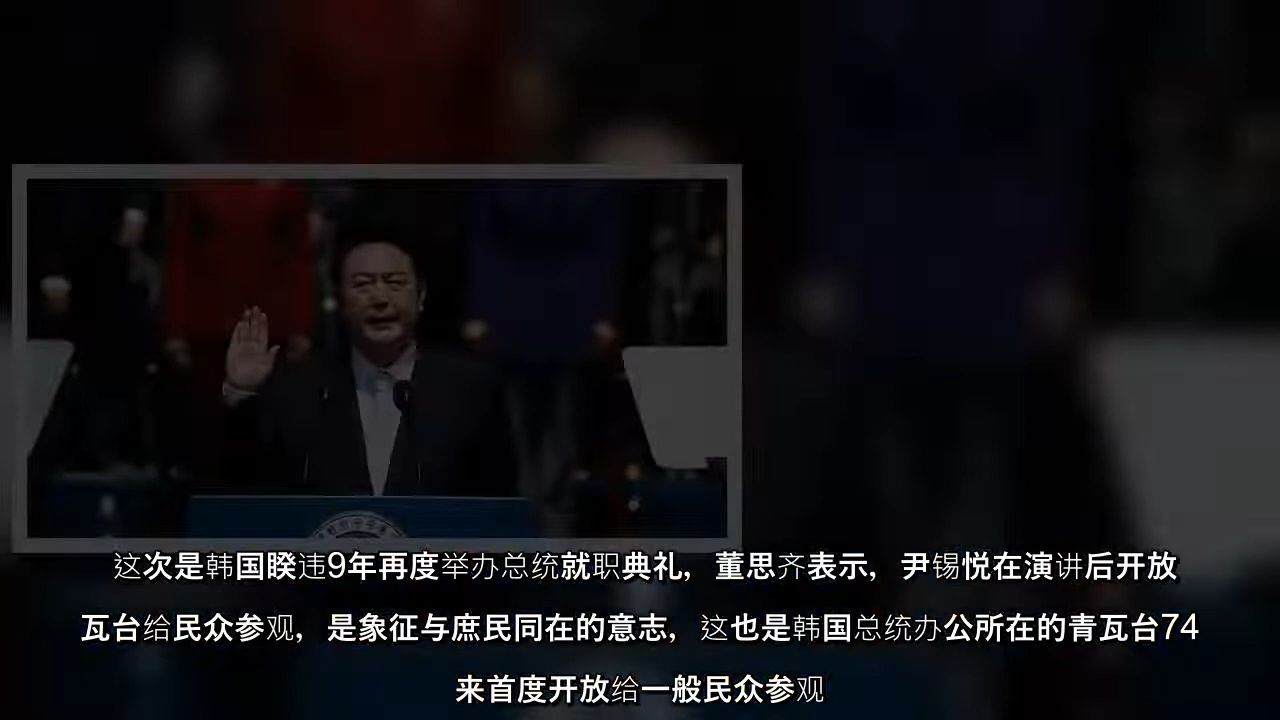 这次是韩国睽违9年再度举办总统就职典礼，董思齐表示，尹锡悦在演讲后开放
瓦台给民众参观，是象征与庶民同在的意志，这也是韩国总统办公所在的青瓦台74
来首度开放给一般民众参观